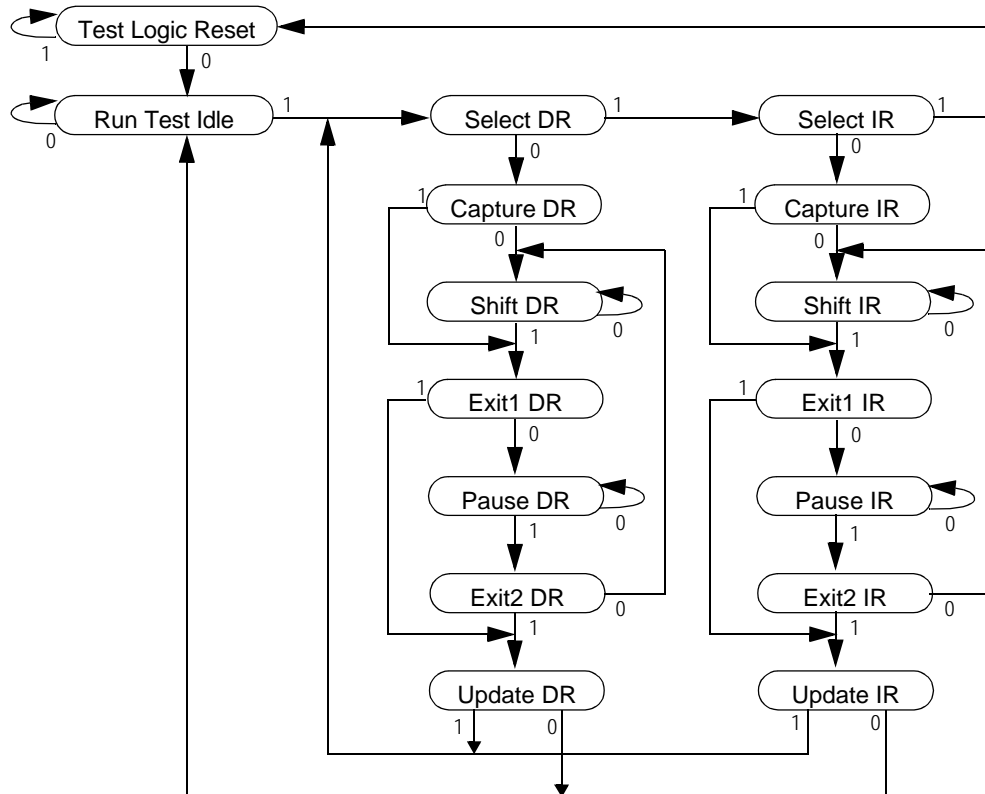 Test Logic Reset
1
0
Run Test Idle
1
0
Select DR
1
0
Select IR
1
0
1
Capture DR
0
1
Capture IR
0
Shift DR
0
1
Shift IR
0
1
1
Exit1 DR
0
1
Exit1 IR
0
Pause DR
0
1
Pause IR
0
1
Exit2 DR
0
1
Exit2 IR
0
1
Update DR
1
0
Update IR
1
0